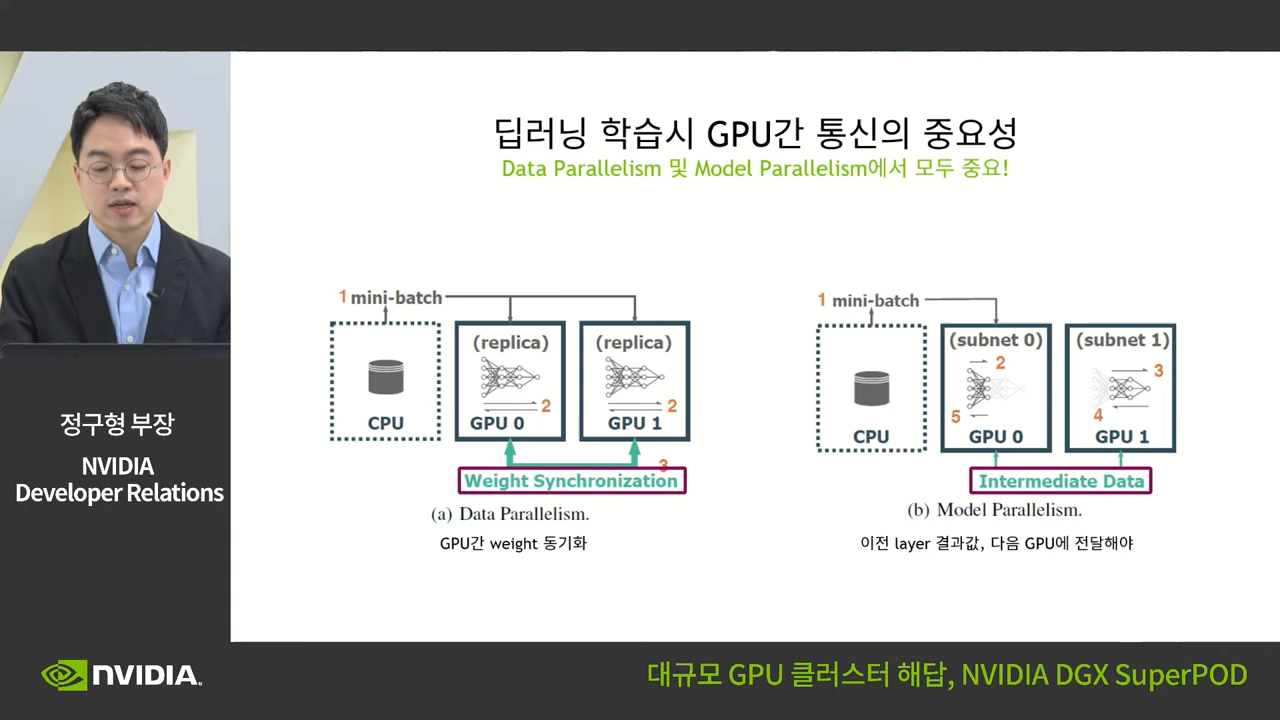 딥러닝 학습시 GPU간 통신의 중요성
Data Parallelism 및 Model Parallelism에서 모두 중요!
1 mini-batch
(replica)
(replica)
2
2
CPU
GPU 0
GPU 1
3
Weight Synchronization
(a) Data Parallelism.
GPU간 weight 동기화
1 mini-batch
(subnet 0)
(subnet 1)
2
3
5
4
CPU
GPU 0
GPU 1
Intermediate Data
(b) Model Parallelism.
이전 layer 결과값, 다음 GPU에 전달해야
정구형 부장
NVIDIA
Developer Relations
NVIDIA.
대규모 GPU 클러스터 해답, NVIDIA DGX SuperPOD